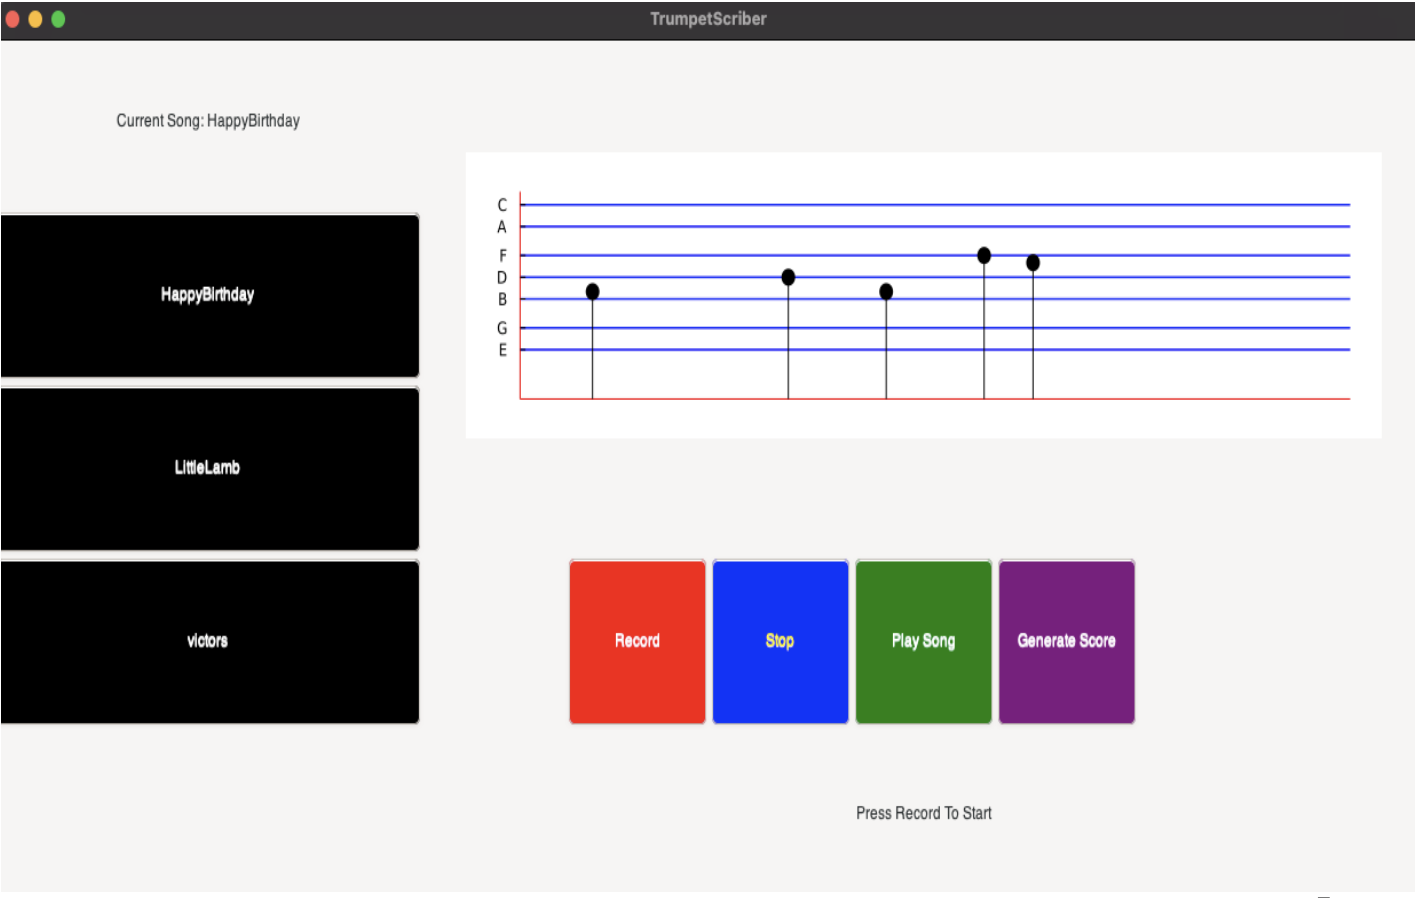 TrumpetScriber
Current Song: HappyBirthday
C
A
F
D
B
G
E
HappyBirthday
LittleLamb
victors
Record
Stop
Play Song
Generate Score
Press Record To Start